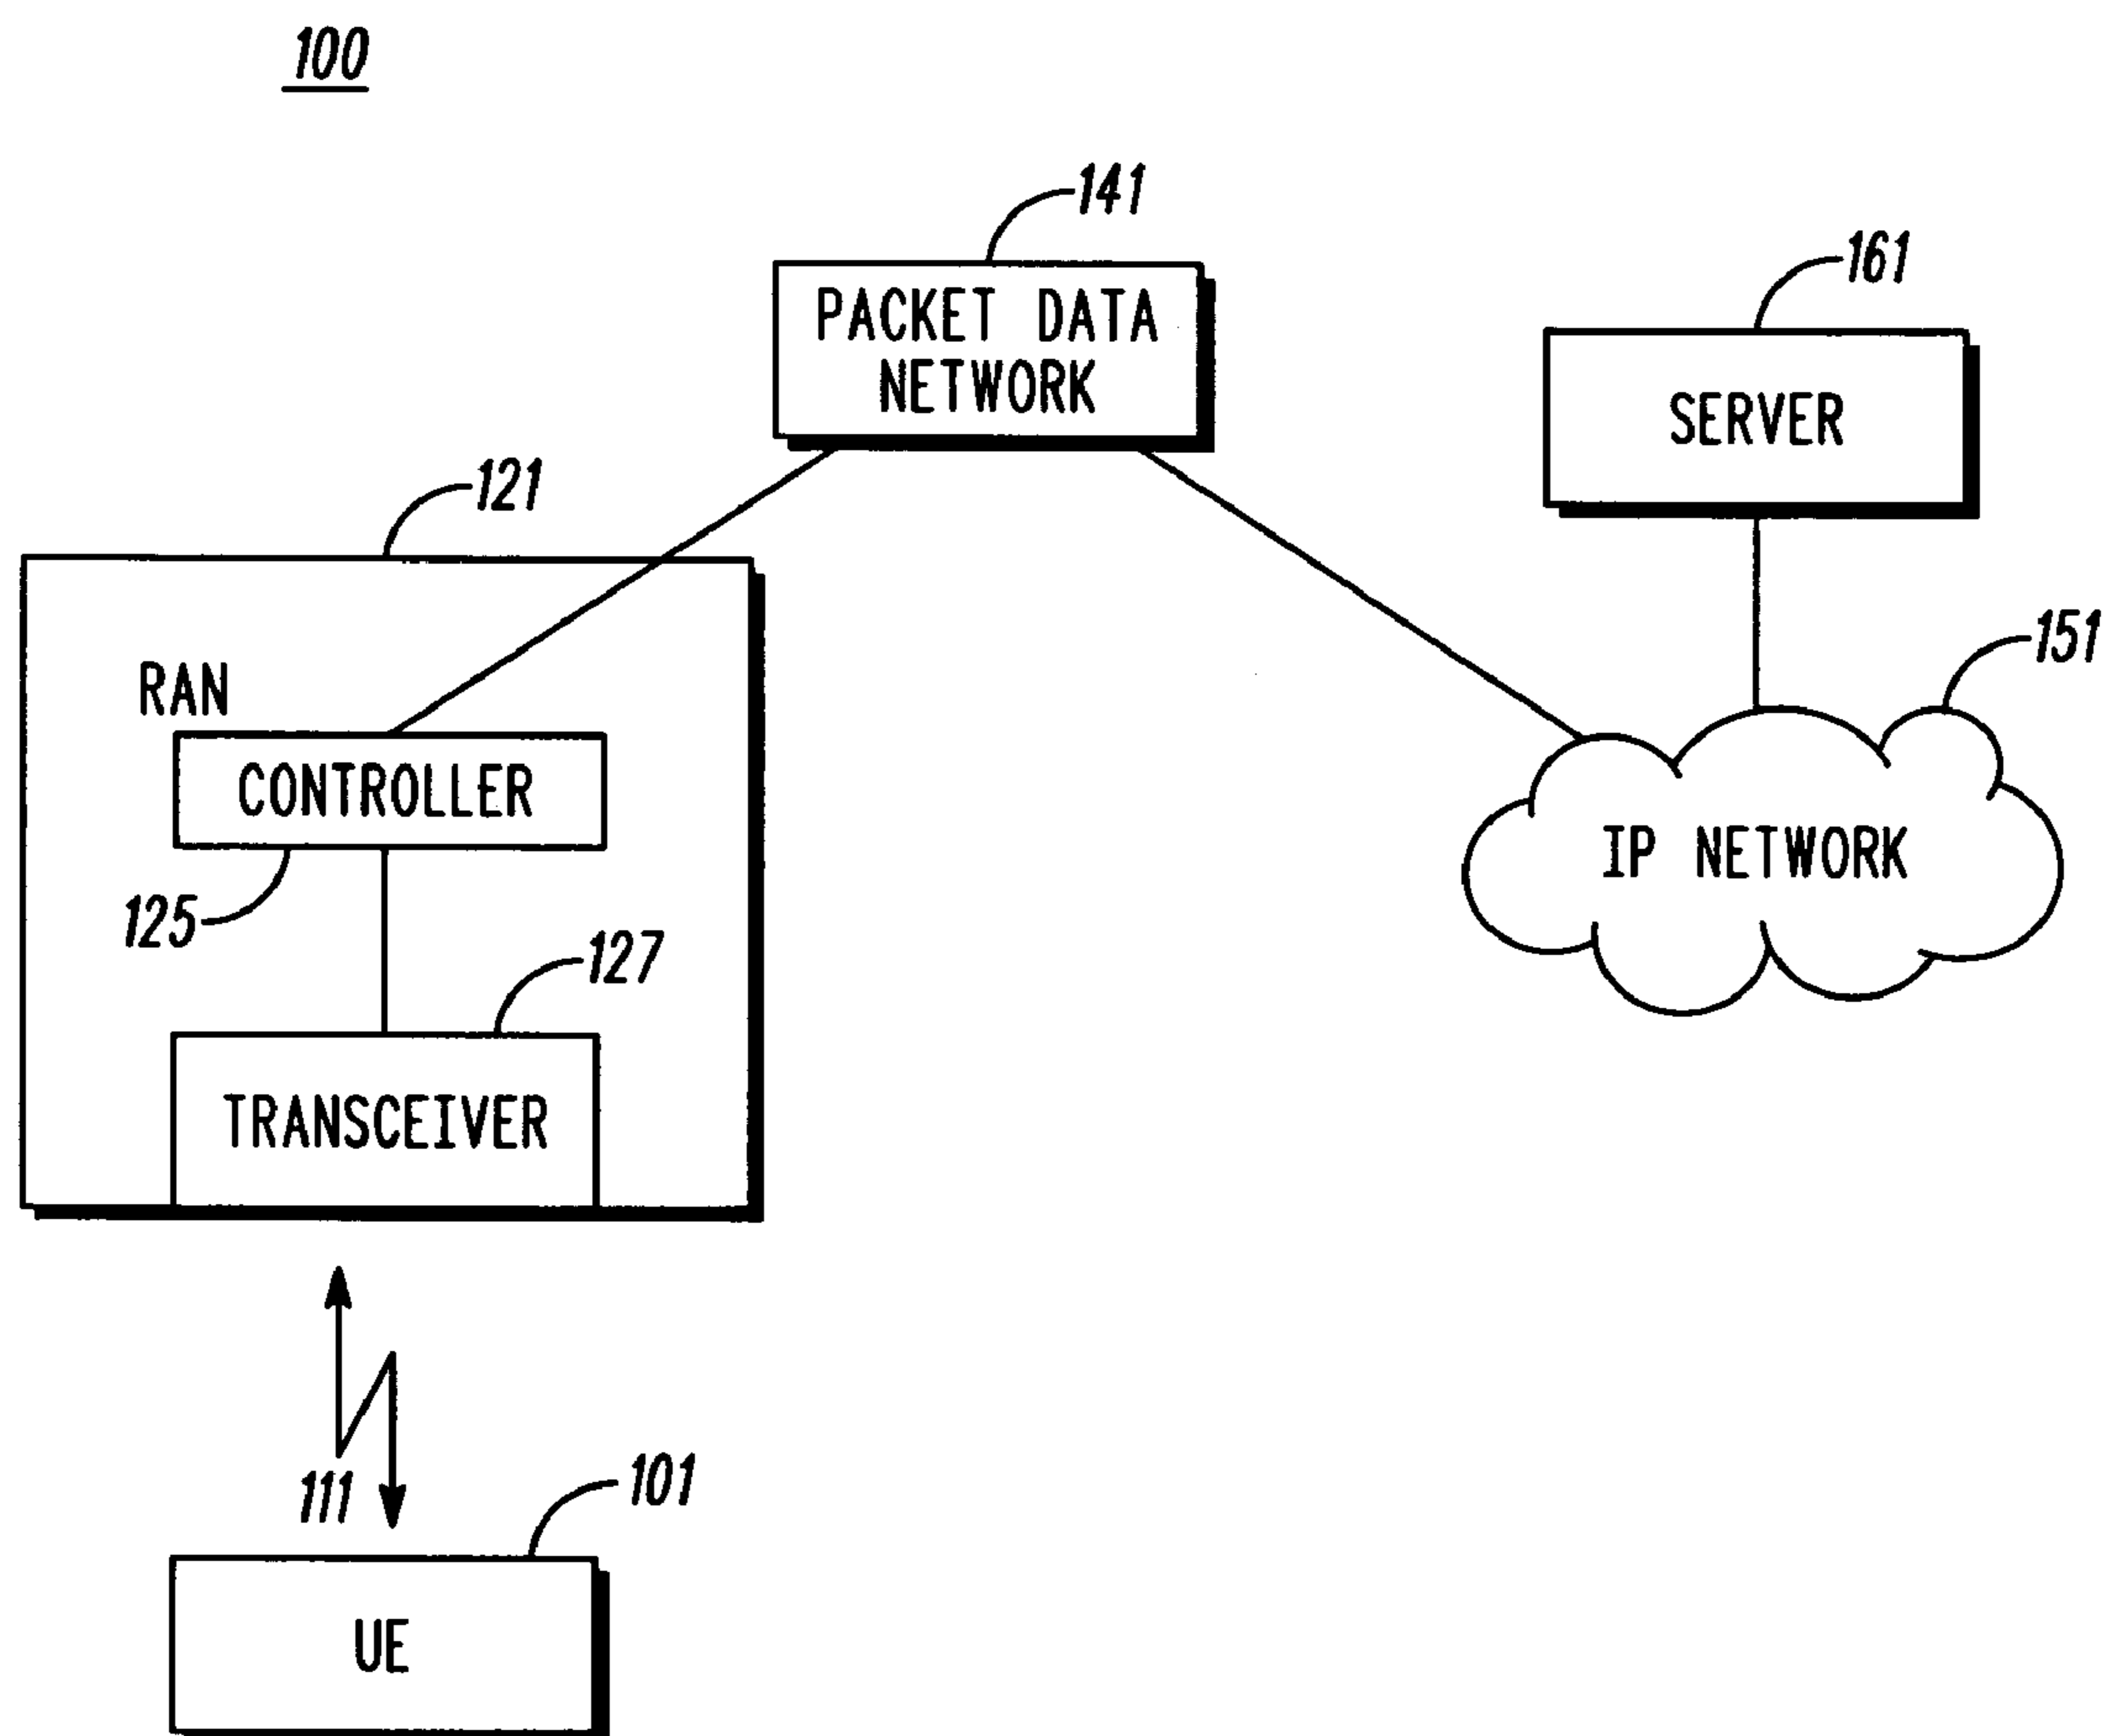 100
141
PACKET DATA
NETWORK
161
SERVER
121
RAN
151
CONTROLLER
IP NETWORK
125
127
TRANSCEIVER
111
101
UE